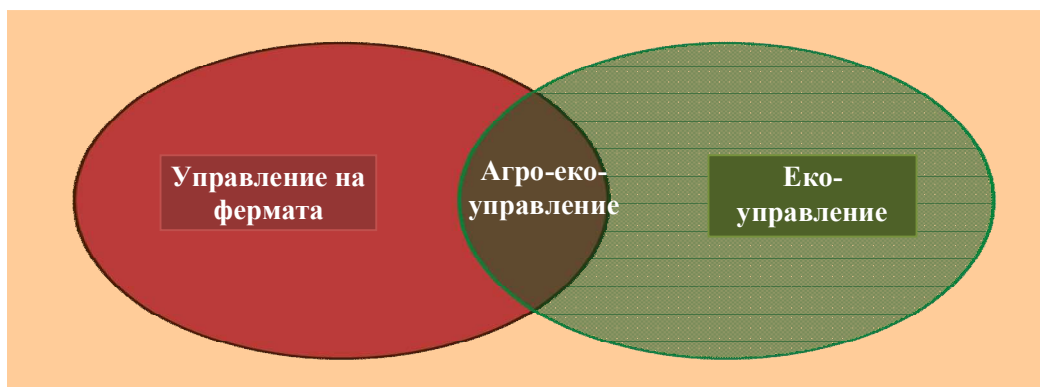 Управление на
фермата
Агро-еко-
управление
Еко-
управление